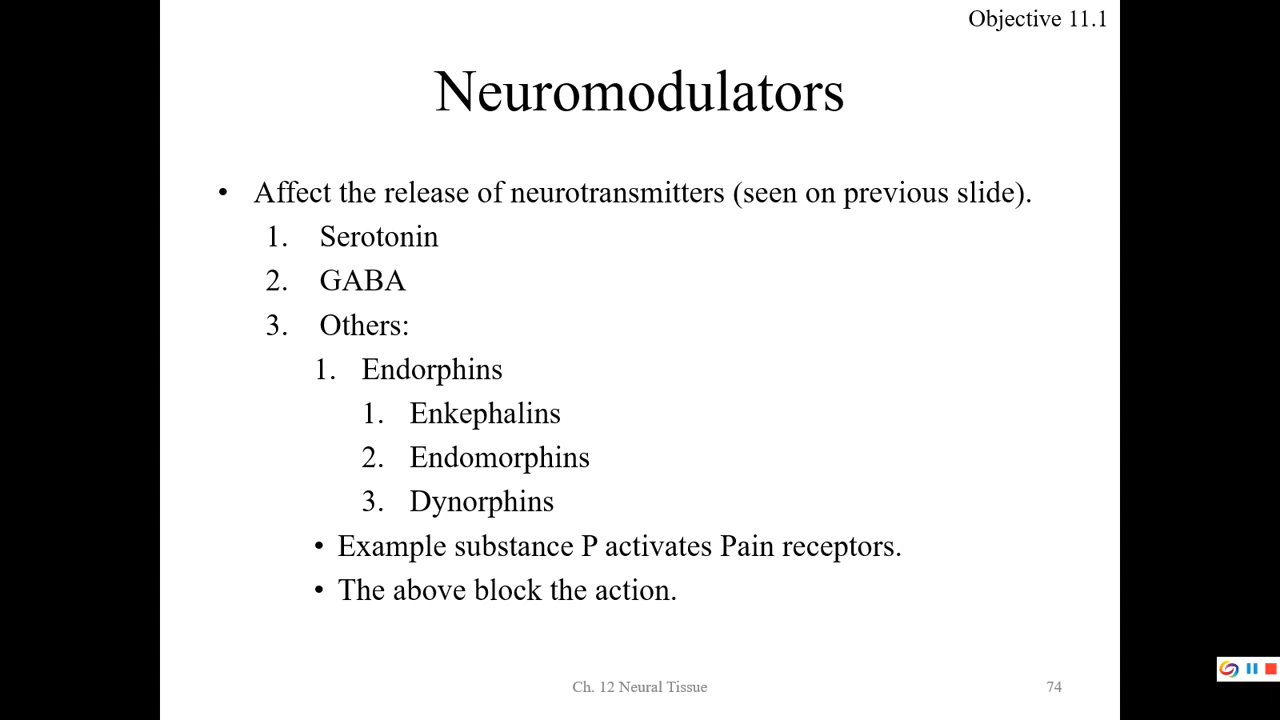 Objective 11.1
Neuromodulators
• Affect the release of neurotransmitters (seen on previous slide).
1. Serotonin
2. GABA
3. Others:
1. Endorphins
1. Enkephalins
2. Endomorphins
3. Dynorphins
• Example substance P activates Pain receptors.
• The above block the action.
Ch. 12 Neural Tissue
74